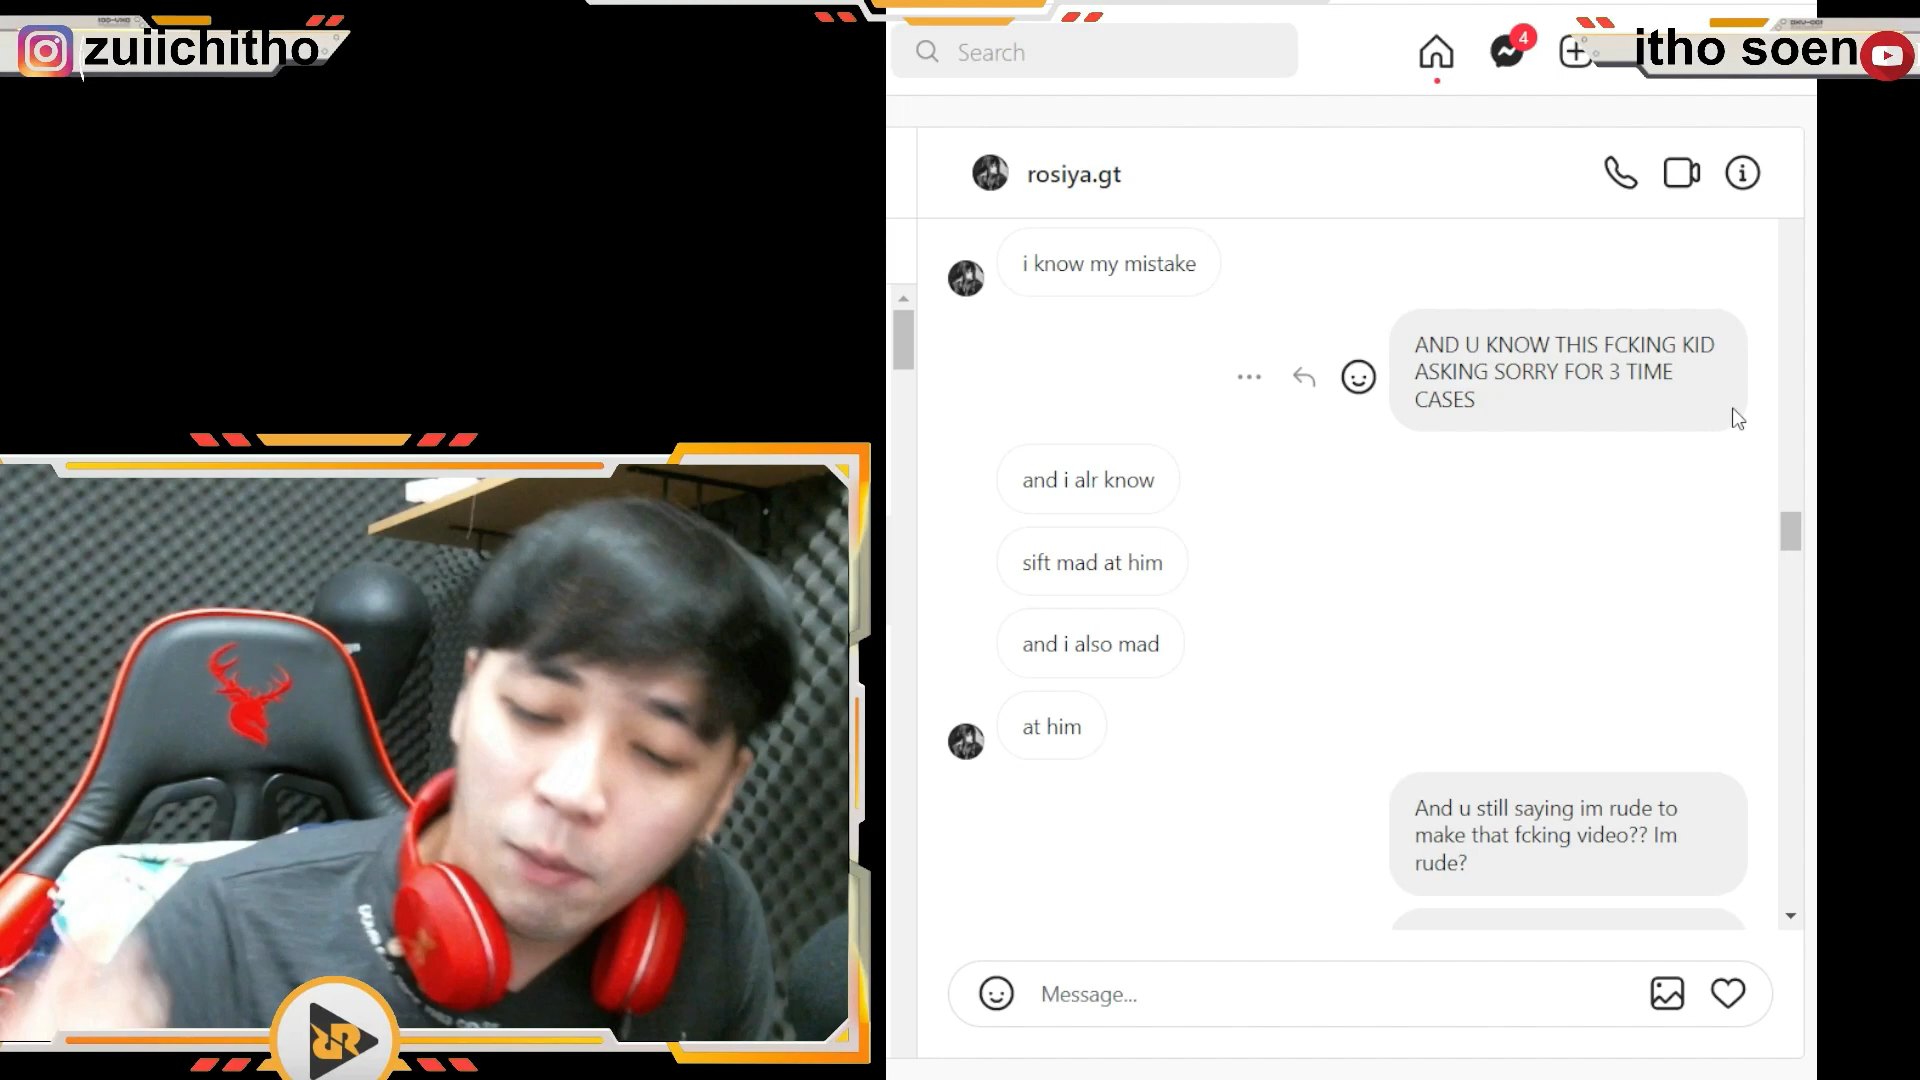 zuiichitho
Search
4
itho soen
rosiya.gt
i know my mistake
AND U KNOW THIS FCKING KID
ASKING SORRY FOR 3 TIME
CASES
and i alr know
sift mad at him
and i also mad
at him
And u still saying im rude to
make that fcking video?? Im
rude?
Message...